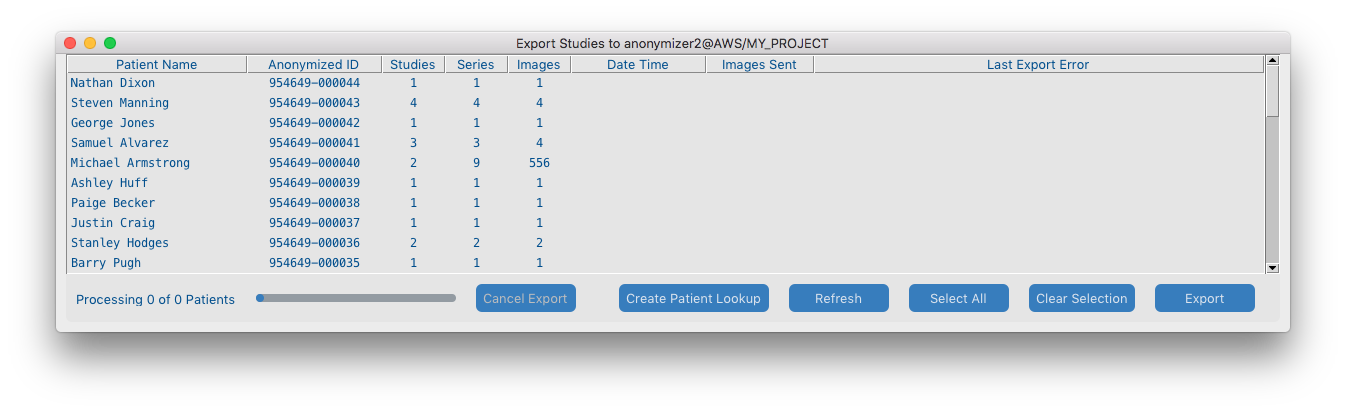 Export Studies to anonymizer2@AWS/MY_PROJECT
Patient Name Anonymized ID Studies Series Images Date Time Images Sent Last Export Error
Nathan Dixon 954649-000044 1 1 1
Steven Manning 954649-000043 4 4 4
George Jones 954649-000042 1 1 1
Samuel Alvarez 954649-000041 3 3 4
Michael Armstrong 954649-000040 2 9 556
Ashley Huff 954649-000039 1 1 1
Paige Becker 954649-000038 1 1 1
Justin Craig 954649-000037 1 1 1
Stanley Hodges 954649-000036 2 2 2
Barry Pugh 954649-000035 1 1 1
Processing 0 of 0 Patients Cancel Export Create Patient Lookup Refresh Select All Clear Selection Export